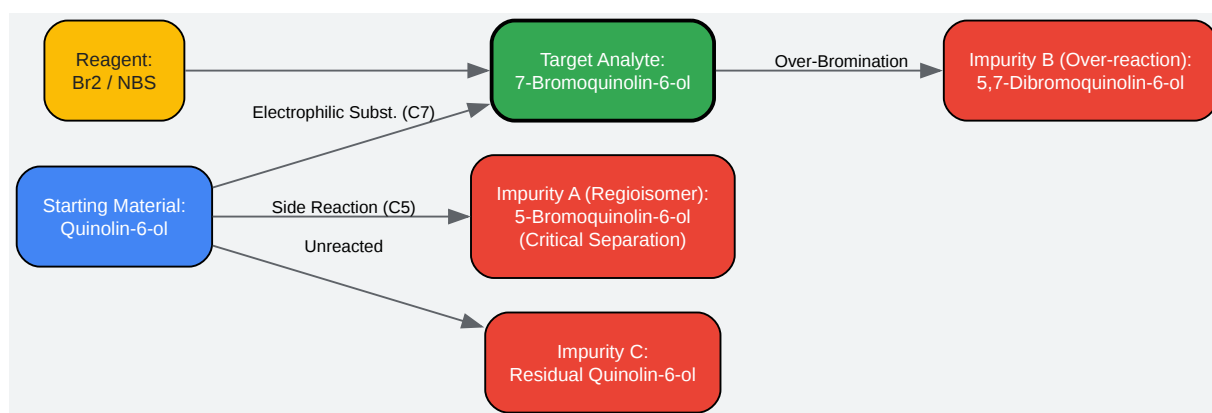 Reagent:
Br2 / NBS
Target Analyte:
7-Bromoquinolin-6-ol
Over-Bromination
Impurity B (Over-reaction):
5,7-Dibromoquinolin-6-ol
Electrophilic Subst. (C7)
Starting Material:
Quinolin-6-ol
Side Reaction (C5)
Impurity A (Regioisomer):
5-Bromoquinolin-6-ol
(Critical Separation)
Unreacted
Impurity C:
Residual Quinolin-6-ol